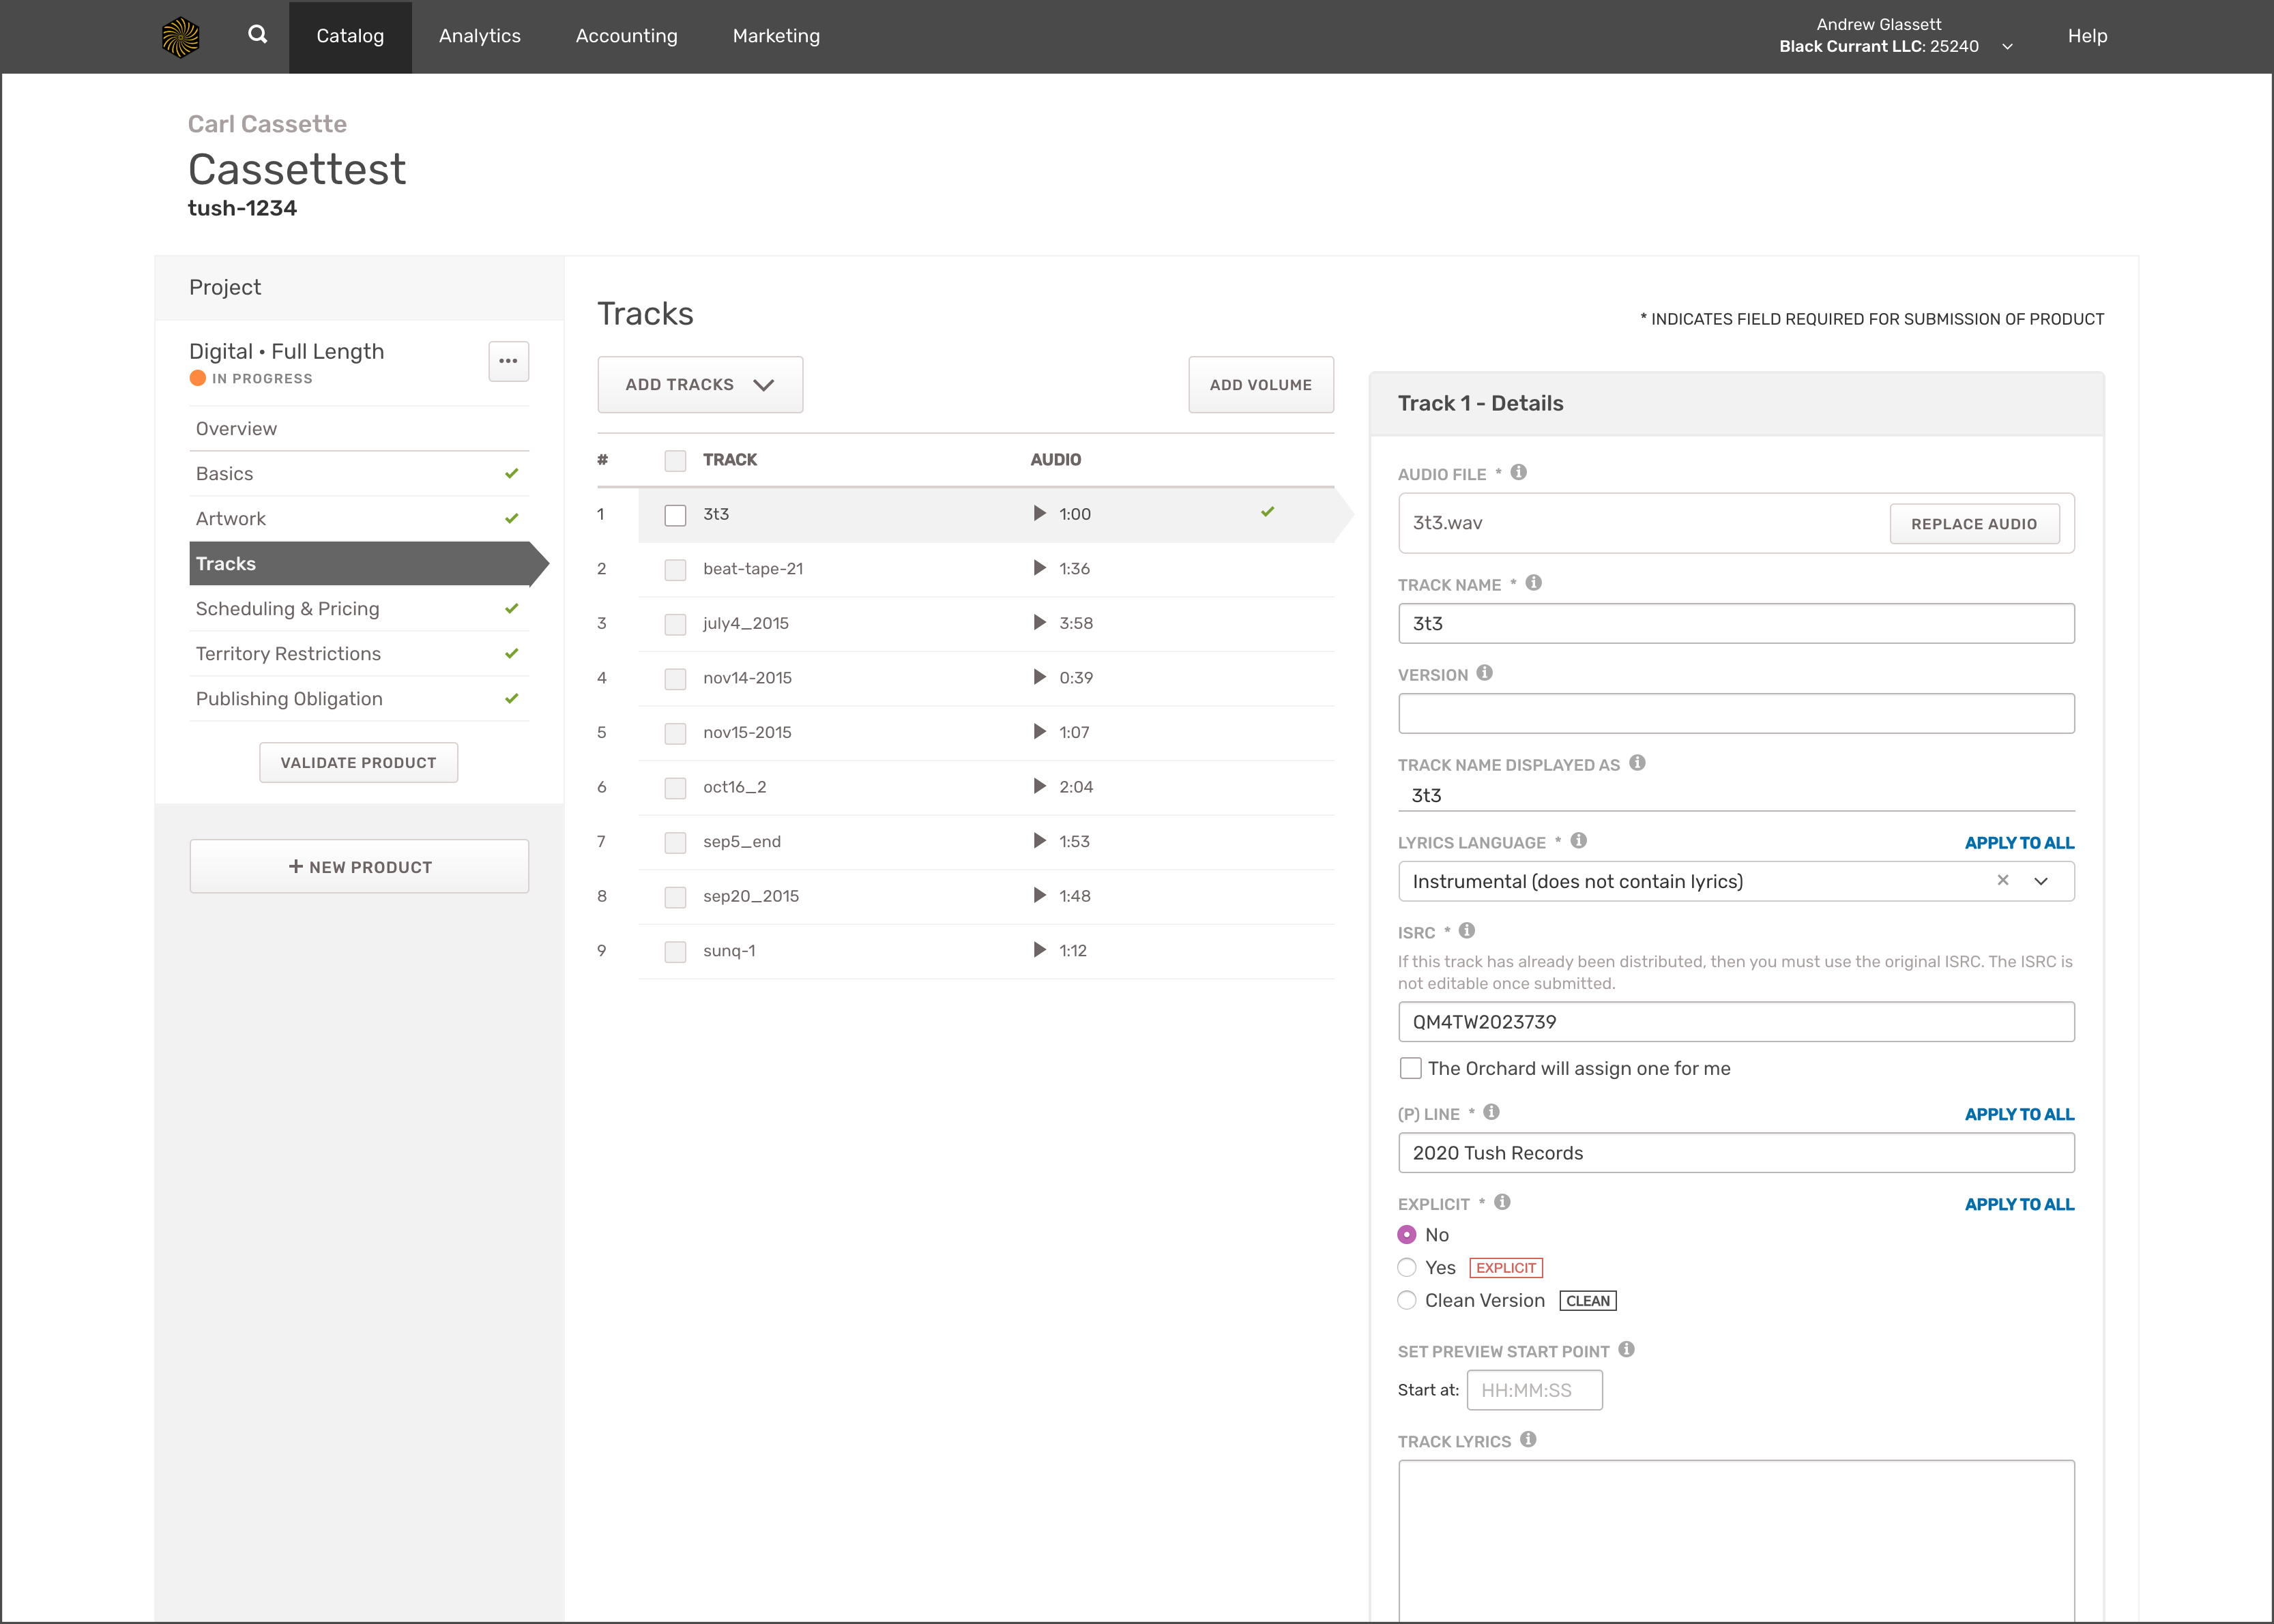 Catalog
Analytics
Accounting
Marketing
Andrew Glassett
Black Currant LLC: 25240
Help
Carl Cassette
Cassettest
tush-1234
Project
Digital • Full Length
IN PROGRESS
Overview
Basics
Artwork
Tracks
Scheduling & Pricing
Territory Restrictions
Publishing Obligation
VALIDATE PRODUCT
+ NEW PRODUCT
Tracks
* INDICATES FIELD REQUIRED FOR SUBMISSION OF PRODUCT
ADD TRACKS
ADD VOLUME
# TRACK AUDIO
1 3t3 1:00
2 beat-tape-21 1:36
3 july4_2015 3:58
4 nov14-2015 0:39
5 nov15-2015 1:07
6 oct16_2 2:04
7 sep5_end 1:53
8 sep20_2015 1:48
9 sunq-1 1:12
Track 1 - Details
AUDIO FILE *
3t3.wav REPLACE AUDIO
TRACK NAME *
3t3
VERSION
TRACK NAME DISPLAYED AS
3t3
LYRICS LANGUAGE * APPLY TO ALL
Instrumental (does not contain lyrics)
ISRC *
If this track has already been distributed, then you must use the original ISRC. The ISRC is
not editable once submitted.
QM4TW2023739
The Orchard will assign one for me
(P) LINE * APPLY TO ALL
2020 Tush Records
EXPLICIT * APPLY TO ALL
No
Yes EXPLICIT
Clean Version CLEAN
SET PREVIEW START POINT
Start at: HH:MM:SS
TRACK LYRICS